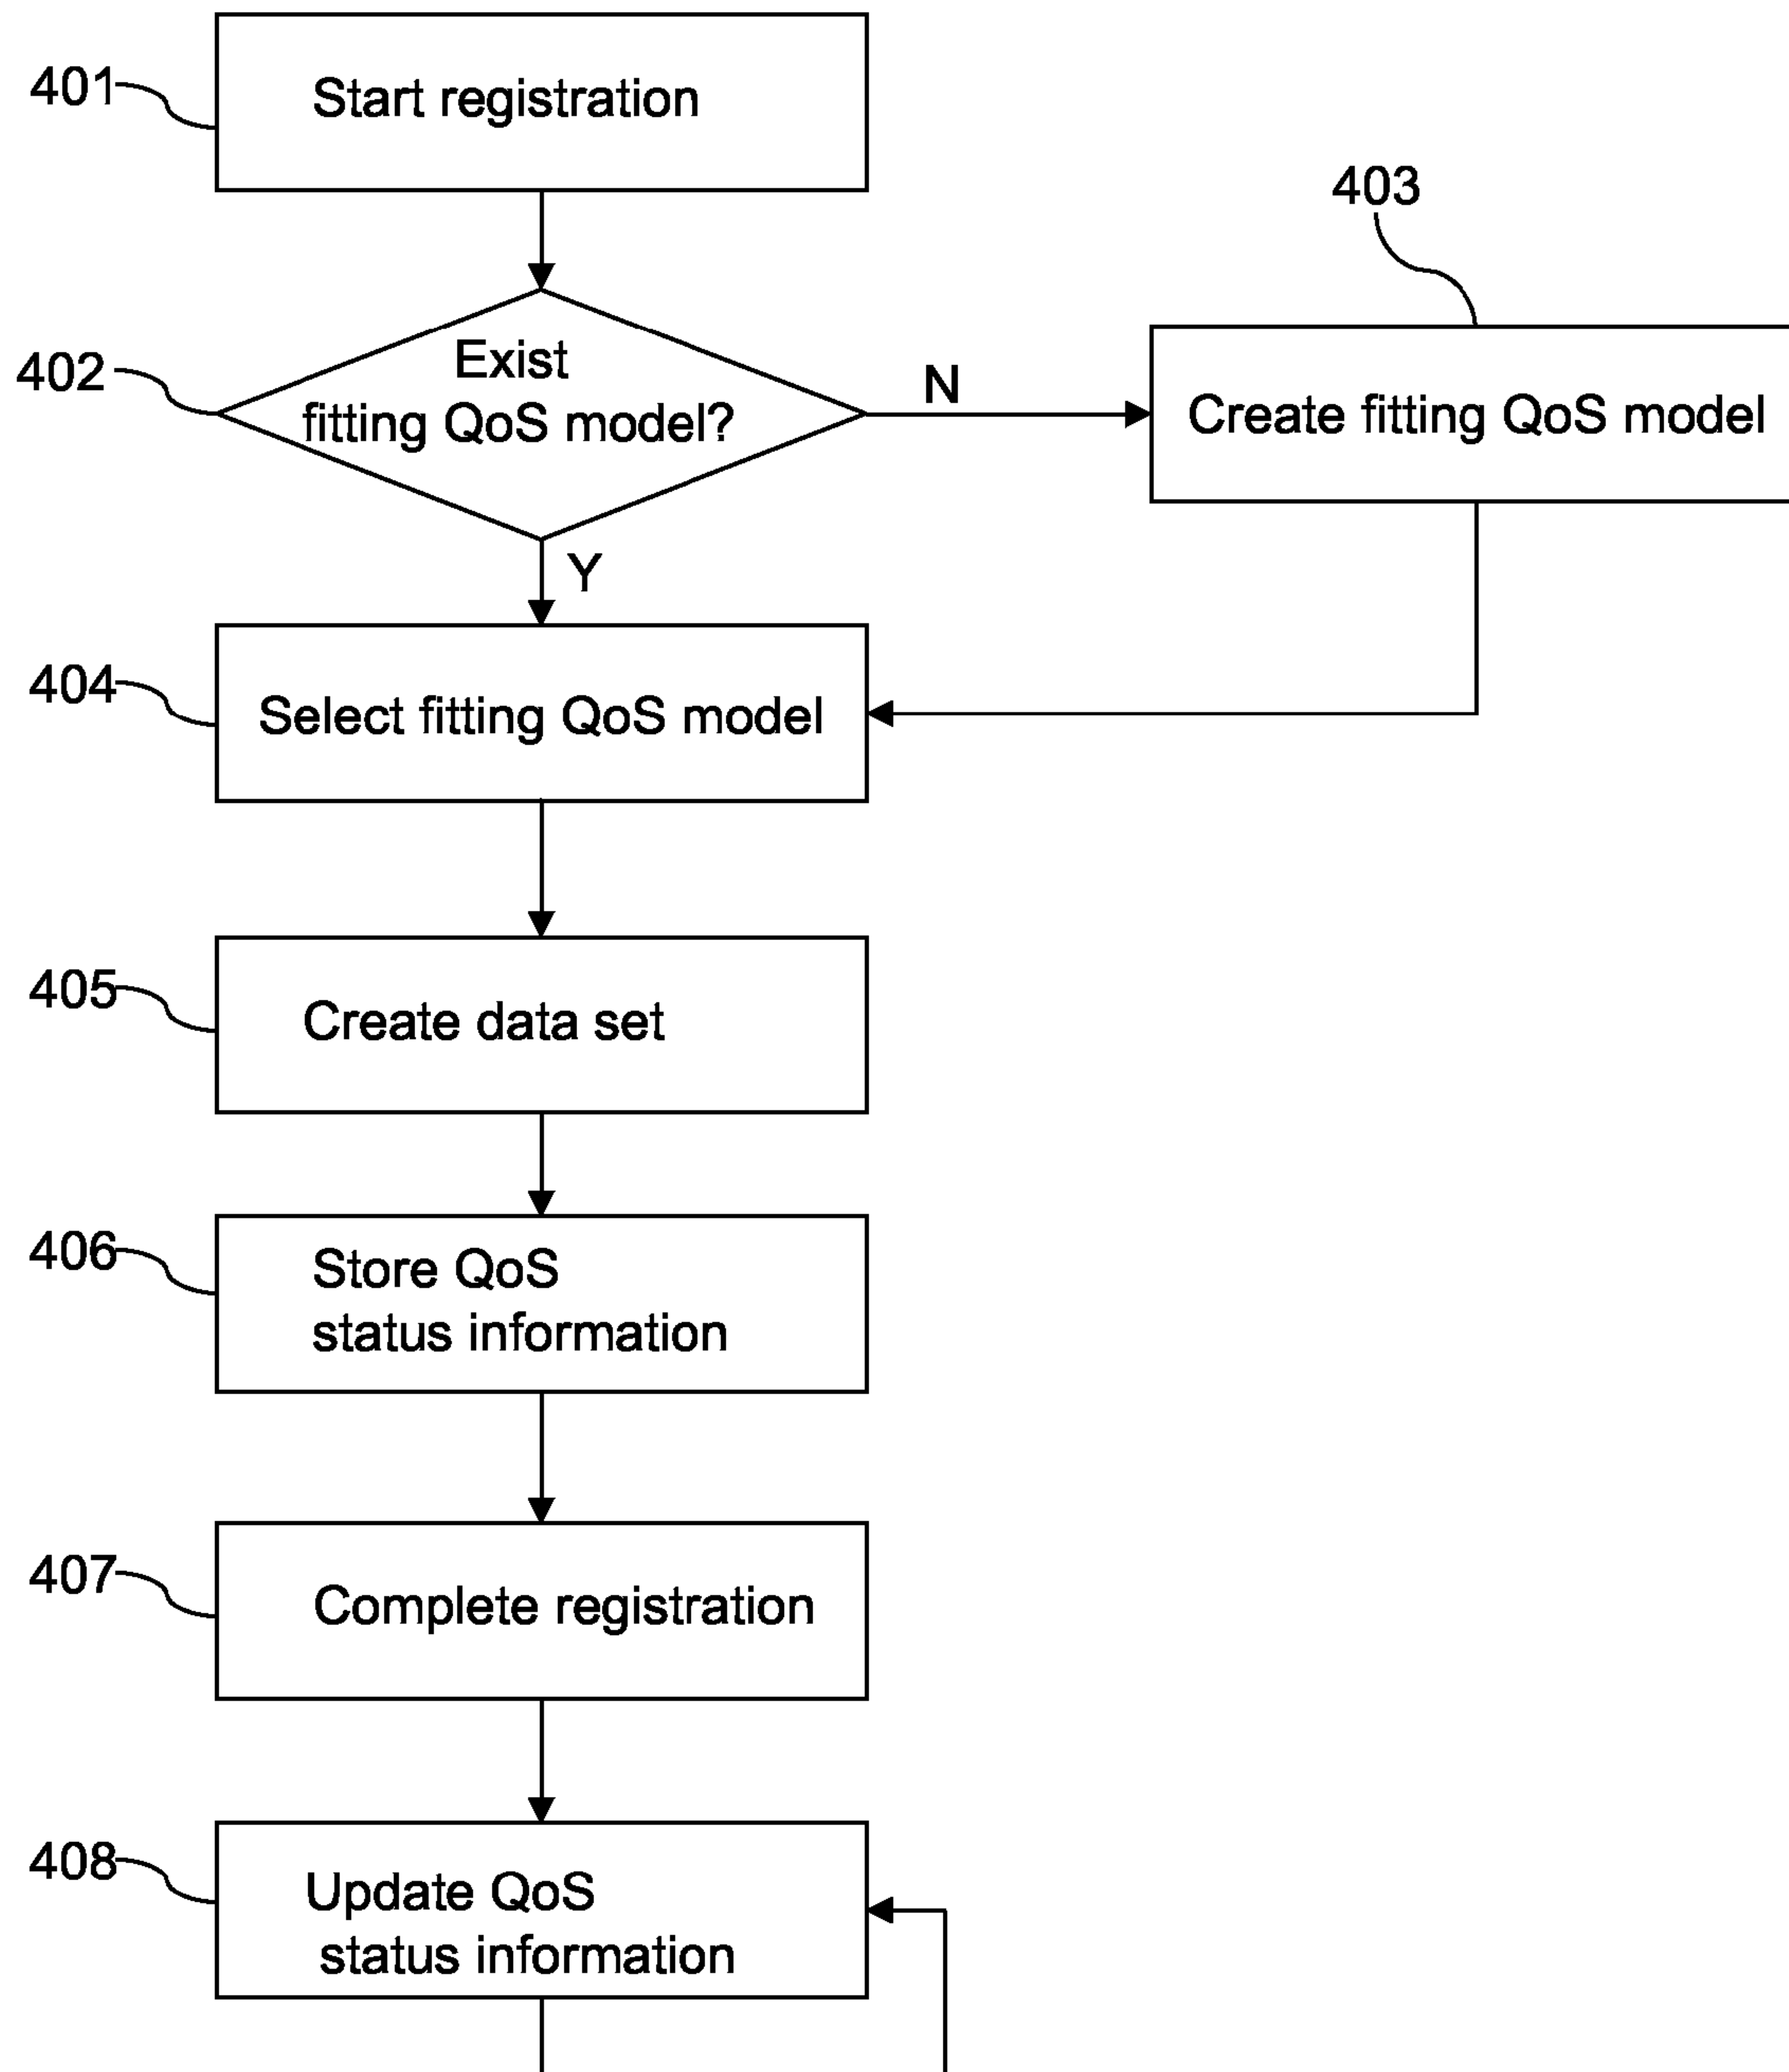 401
Start registration
403
402
Exist
fitting QoS model?
N
Create fitting QoS model
Y
404
Select fitting QoS model
405
Create data set
406
Store QoS
status information
407
Complete registration
408
Update QoS
status information